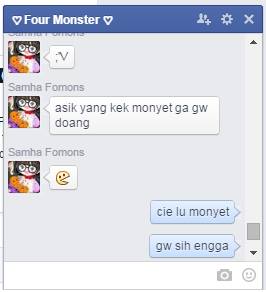 ♡ Four Monster ♡
Samha Fomons
;'V
Samha Fomons
asik yang kek monyet ga gw
doang
Samha Fomons
cie lu monyet
gw sih engga